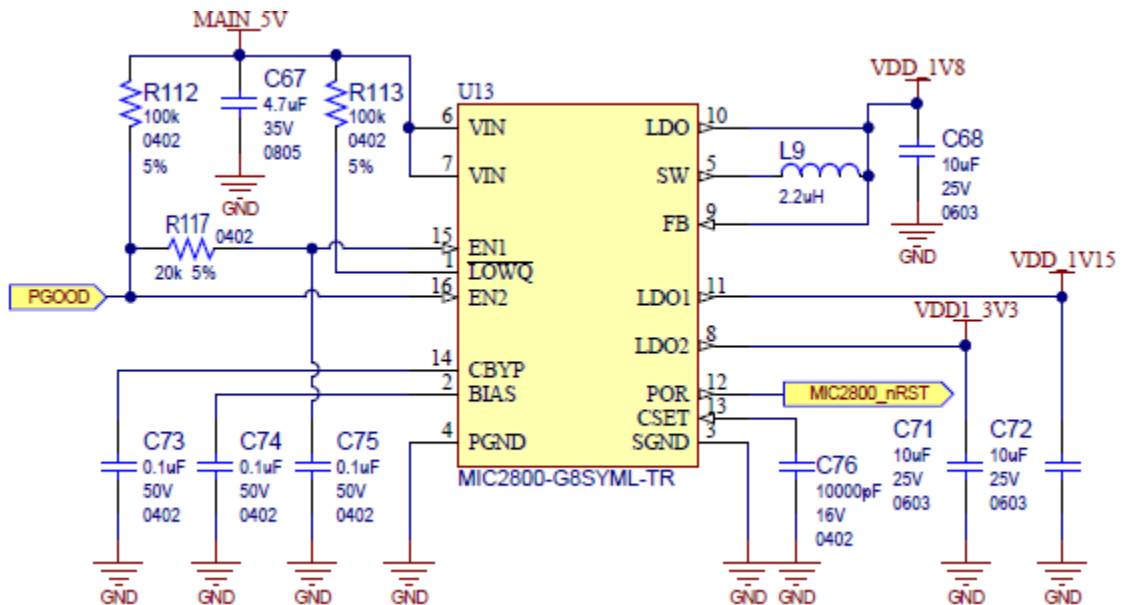 MAIN_5V
R112
100k
0402
5%
C67
4.7uF
35V
0805
GND
R113
100k
0402
5%
U13
6
VIN
7
VIN
R117
0402
20k 5%
15
EN1
1
LOWQ
16
EN2
PGOOD
14
CBYP
2
BIAS
4
PGND
LDO
10
SW
5
FB
9
LDO1
11
LDO2
8
POR
12
CSET
13
SGND
3
MIC2800-G8SYML-TR
L9
2.2uH
VDD_1V8
C68
10uF
25V
0603
GND
VDD_1V15
VDD1_3V3
MIC2800_nRST
C73
0.1uF
50V
0402
GND
C74
0.1uF
50V
0402
GND
C75
0.1uF
50V
0402
GND
GND
GND
C76
10000pF
16V
0402
GND
C71
10uF
25V
0603
GND
C72
10uF
25V
0603
GND